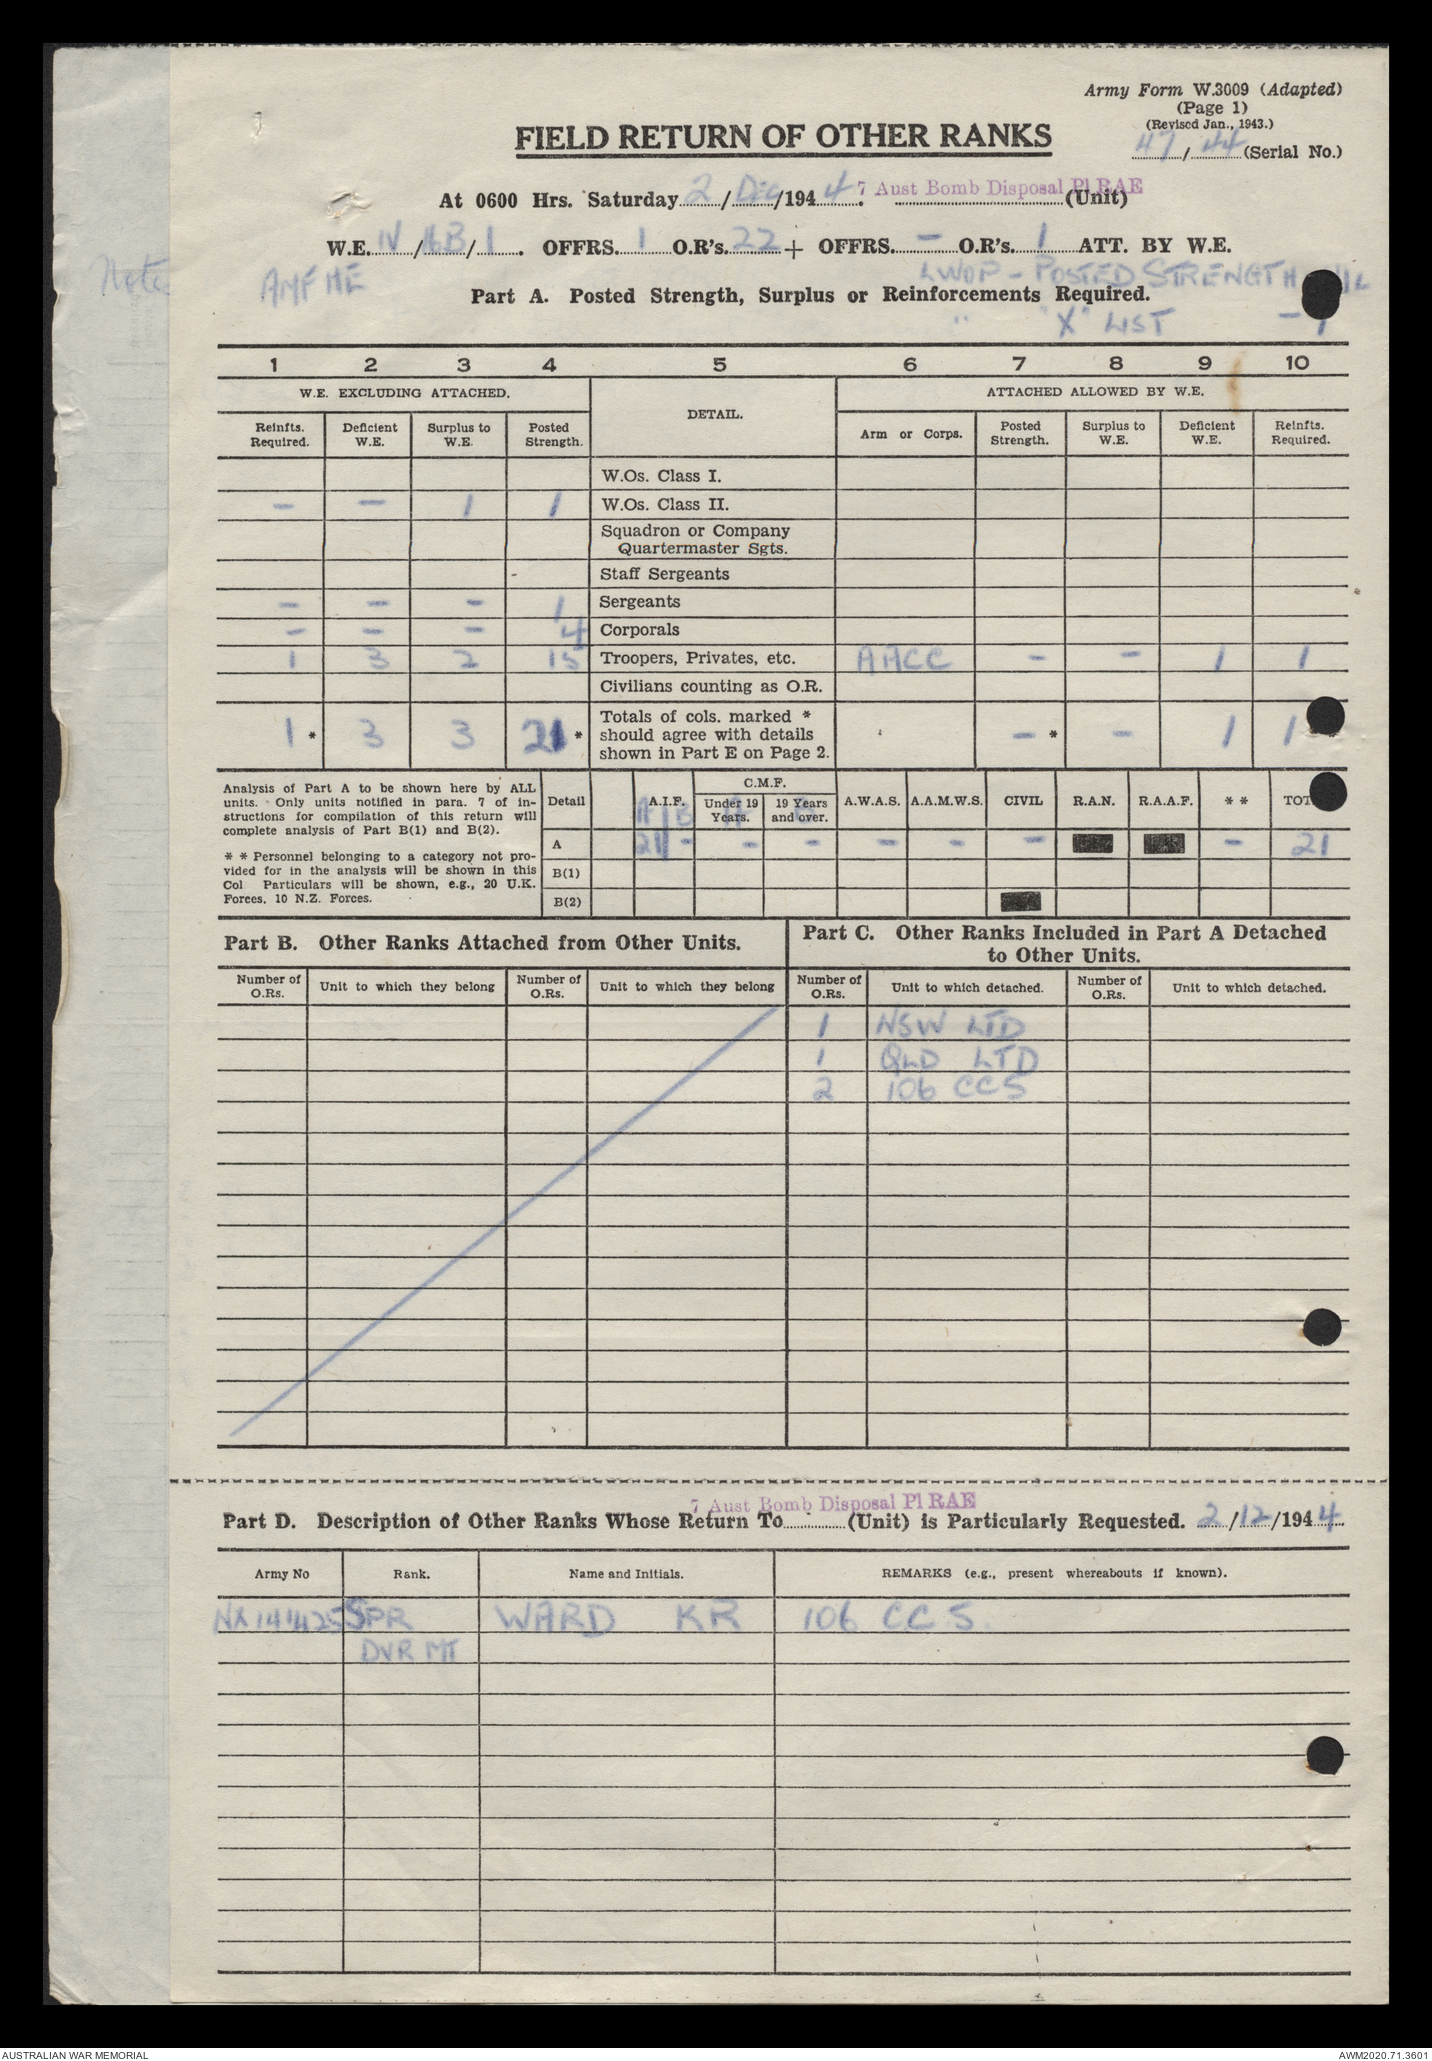 Army Form W.3009 (Adapted)
(Page 1)
(Revised Jan., 1943.)
47/44 (Serial No.)
FIELD RETURN OF OTHER RANKS
At 0600 Hrs. Saturday 2/Dec/1944. 7 Aust Bomb Disposal Pl RAE (Unit)
W.E. IV/16B/1. OFFRS. 1 O.R's. 22 + OFFRS. – O.R's. 1 ATT. BY W.E.
Note
LWOP – POSTED STRENGTH
Part A. Posted Strength, Surplus or Reinforcements Required.
" "X" LIST – 1
1 2 3 4 5 6 7 8 9 10
W.E. EXCLUDING ATTACHED. DETAIL. ATTACHED ALLOWED BY W.E.
Reinfts. Required. Deficient W.E. Surplus to W.E. Posted Strength. Arm or Corps. Posted Strength. Surplus to W.E. Deficient W.E. Reinfts. Required.
W.Os. Class I.
– – 1 1 W.Os. Class II.
Squadron or Company
Quartermaster Sgts.
Staff Sergeants
– – – 1 Sergeants
– – – 4 Corporals
1 3 2 15 Troopers, Privates, etc. AACC – – 1 1
Civilians counting as O.R.
Totals of cols. marked *
1 * 3 3 21 * should agree with details – * – 1 1
shown in Part E on Page 2.
Analysis of Part A to be shown here by ALL
units. Only units notified in para. 7 of in-
structions for compilation of this return will
complete analysis of Part B(1) and B(2).
* * Personnel belonging to a category not pro-
vided for in the analysis will be shown in this
Col Particulars will be shown, e.g., 20 U.K.
Forces, 10 N.Z. Forces.
C.M.F.
Detail A.I.F. Under 19 Years. 19 Years and over. A.W.A.S. A.A.M.W.S. CIVIL R.A.N. R.A.A.F. * * TOT
A B A B
A 21 – – – – – – – 21
B(1)
B(2)
Part B. Other Ranks Attached from Other Units.
Part C. Other Ranks Included in Part A Detached
to Other Units.
Number of O.Rs. Unit to which they belong Number of O.Rs. Unit to which they belong Number of O.Rs. Unit to which detached. Number of O.Rs. Unit to which detached.
1 NSW LTD
1 QLD LTD
2 106 CCS
7 Aust Bomb Disposal Pl RAE
Part D. Description of Other Ranks Whose Return To (Unit) is Particularly Requested. 2/12/1944.
Army No Rank. Name and Initials. REMARKS (e.g., present whereabouts if known).
NX141425 SPR WARD KR 106 CCS.
DVR MT
AUSTRALIAN WAR MEMORIAL
AWM2020.71.3601